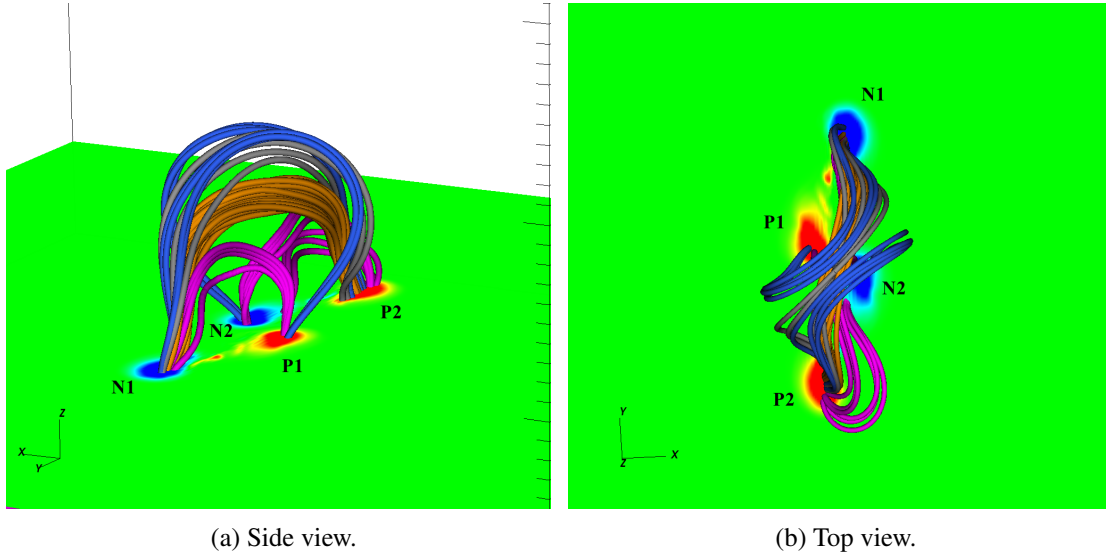 N1
P1
N2
N2
P2
P1
P2
N1
Z
X
Y
Y
Z
X
(a) Side view.
(b) Top view.